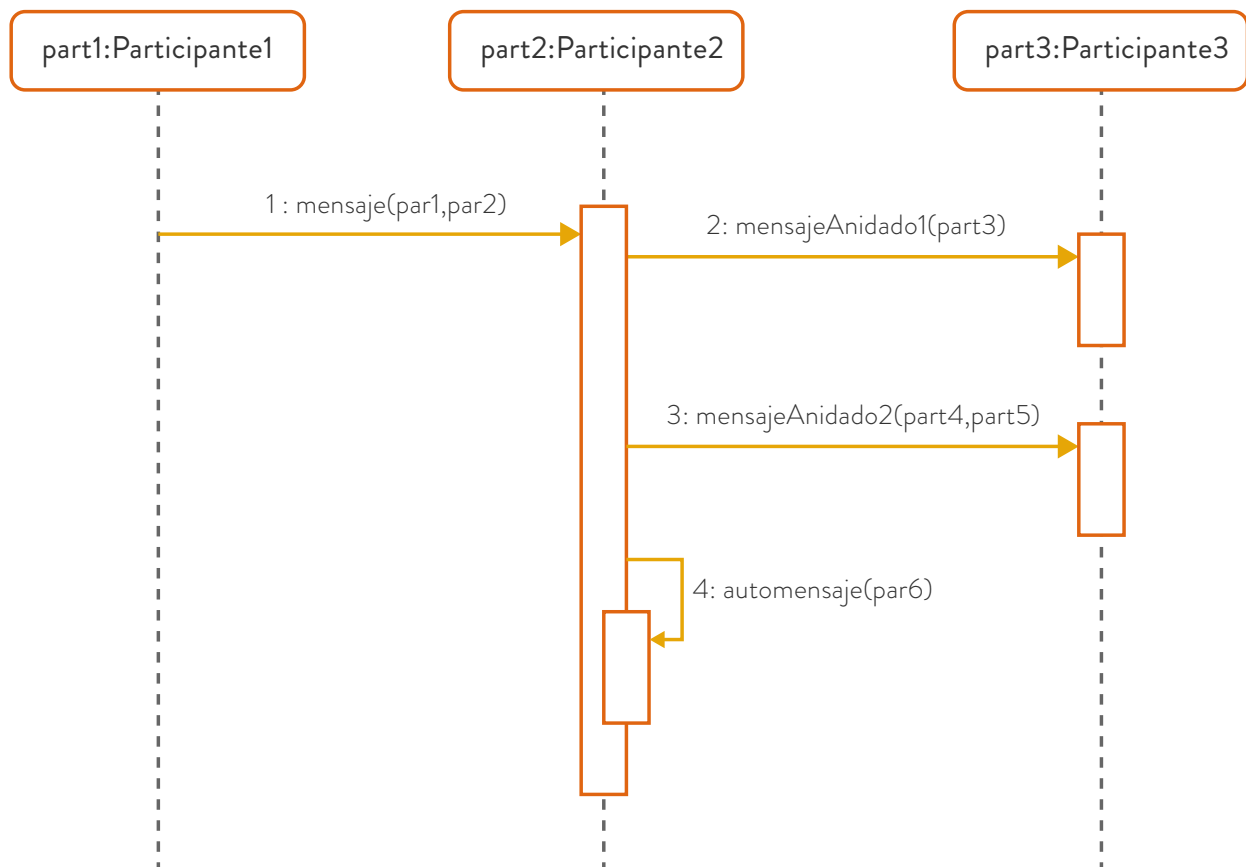 part1:Participante1
part2:Participante2
part3:Participante3
1 : mensaje(par1,par2)
2: mensajeAnidado1(part3)
3: mensajeAnidado2(part4,part5)
4: automensaje(par6)